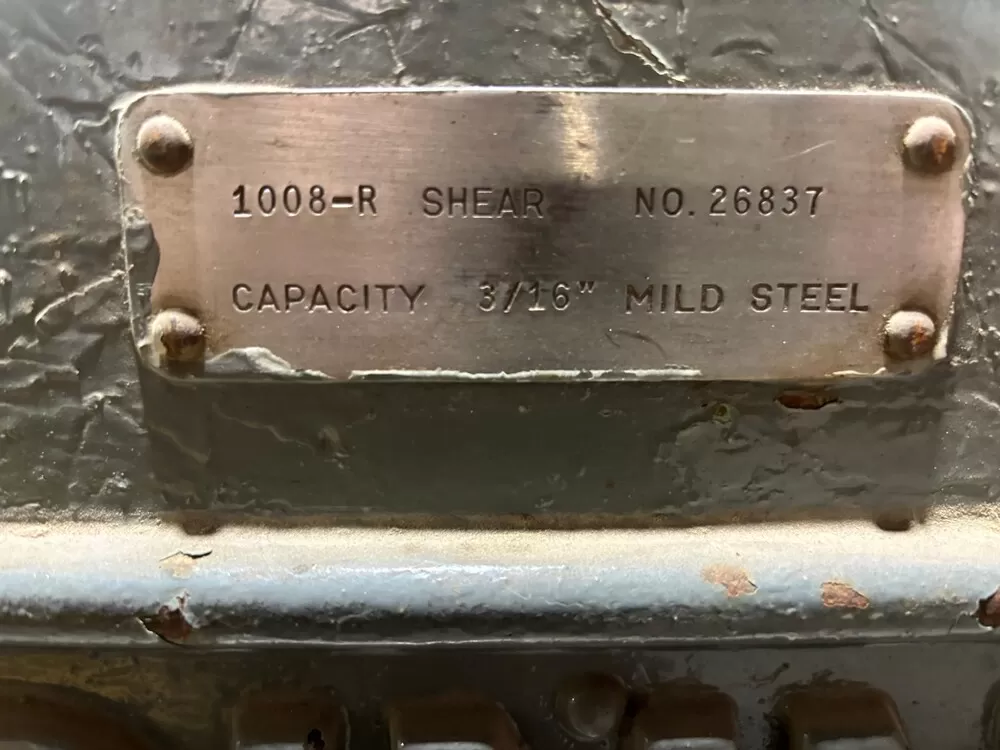 1008-R SHEAR NO. 26837
CAPACITY 3/16" MILD STEEL